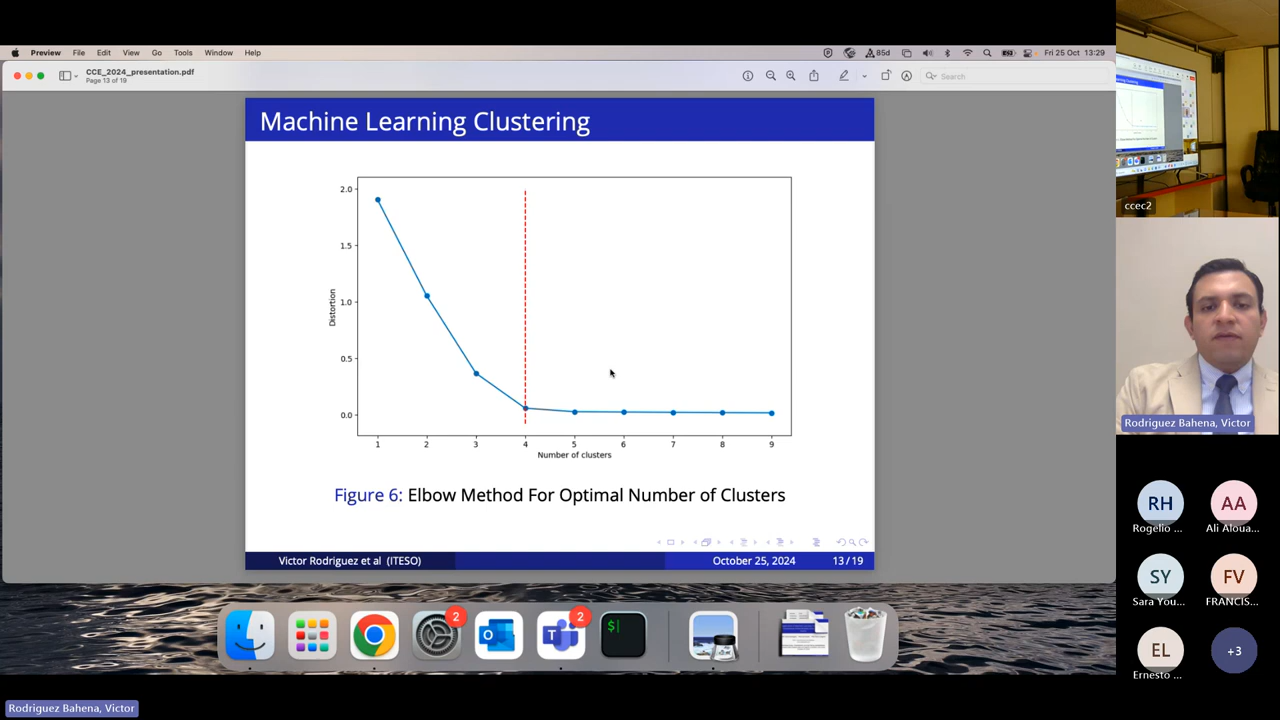 Preview File Edit View Go Tools Window Help
85d
Fri 25 Oct 13:29
CCE_2024_presentation.pdf
Page 13 of 19
Search
Machine Learning Clustering
2.0
1.5
1.0
0.5
0.0
Distortion
1 2 3 4 5 6 7 8 9
Number of clusters
Figure 6: Elbow Method For Optimal Number of Clusters
Victor Rodriguez et al (ITESO)
October 25, 2024
13/19
2
2
$
Rodriguez Bahena, Victor
ccec2
Rodriguez Bahena, Victor
RH
AA
Rogelio ...
Ali Aloua...
SY
FV
Sara You...
FRANCIS...
EL
+3
Ernesto ...